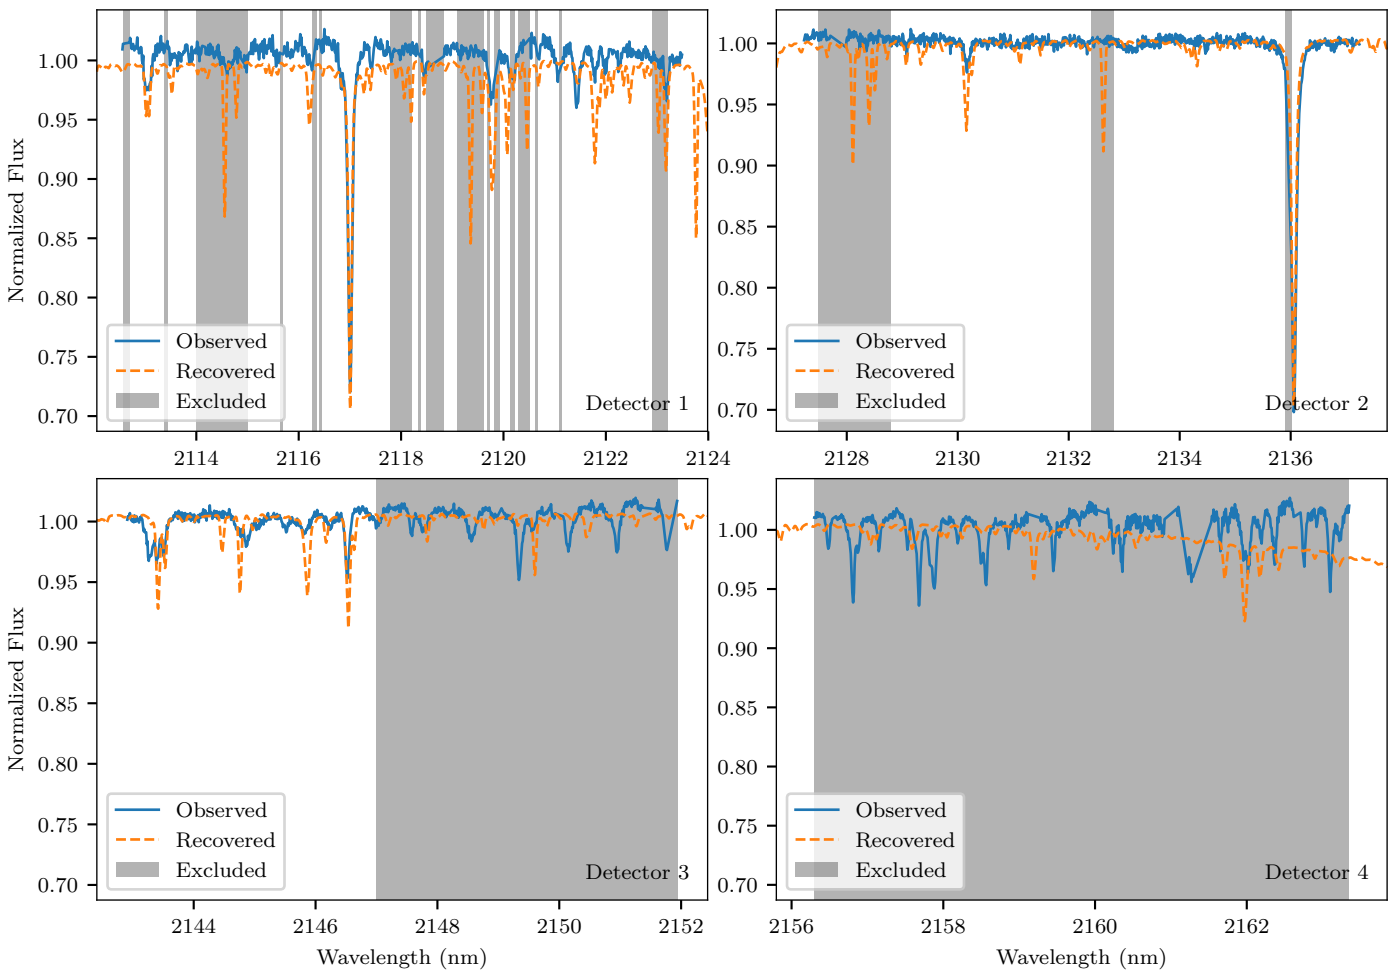 Normalized Flux
1.00
0.95
0.90
0.85
0.80
0.75
0.70
Observed
Recovered
Excluded
Detector 1
2114 2116 2118 2120 2122 2124
1.00
0.95
0.90
0.85
0.80
0.75
0.70
Observed
Recovered
Excluded
Detector 2
2128 2130 2132 2134 2136
Normalized Flux
1.00
0.95
0.90
0.85
0.80
0.75
0.70
Observed
Recovered
Excluded
Detector 3
2144 2146 2148 2150 2152
Wavelength (nm)
1.00
0.95
0.90
0.85
0.80
0.75
0.70
Observed
Recovered
Excluded
Detector 4
2156 2158 2160 2162
Wavelength (nm)